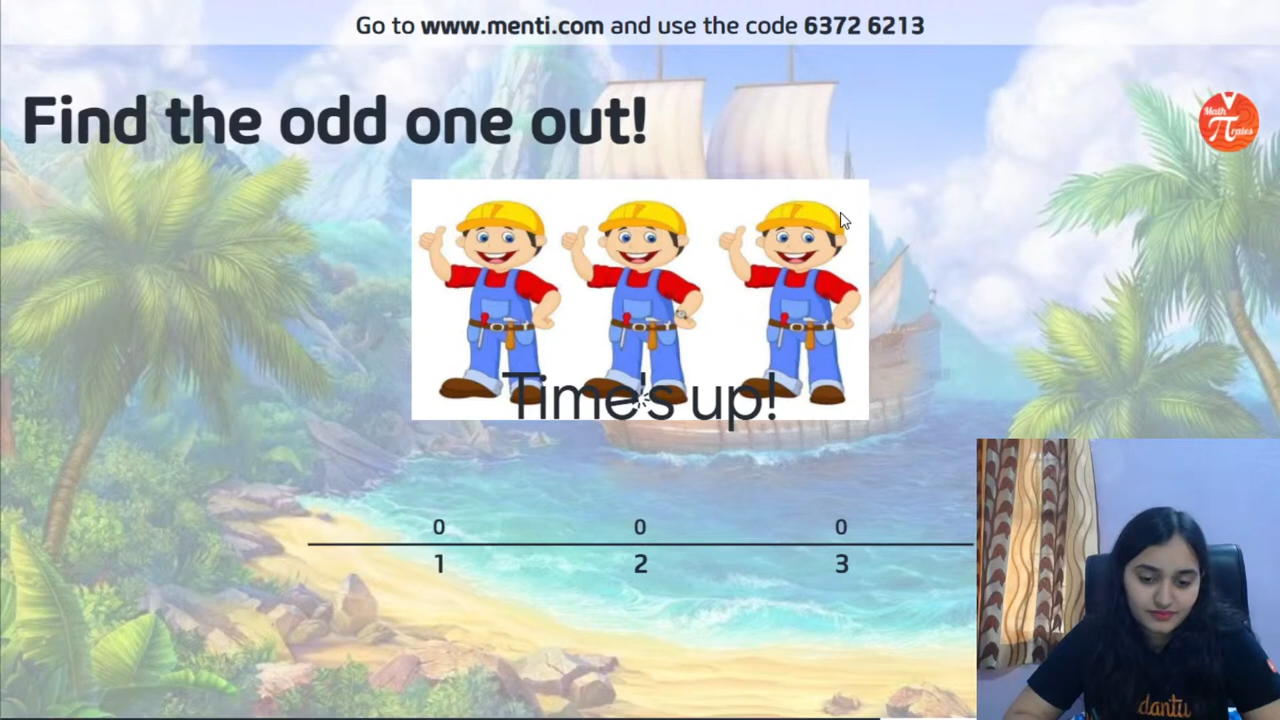 Go to www.menti.com and use the code 6372 6213
Find the odd one out!
Math
π rates
Time's up!
0 0 0
1 2 3